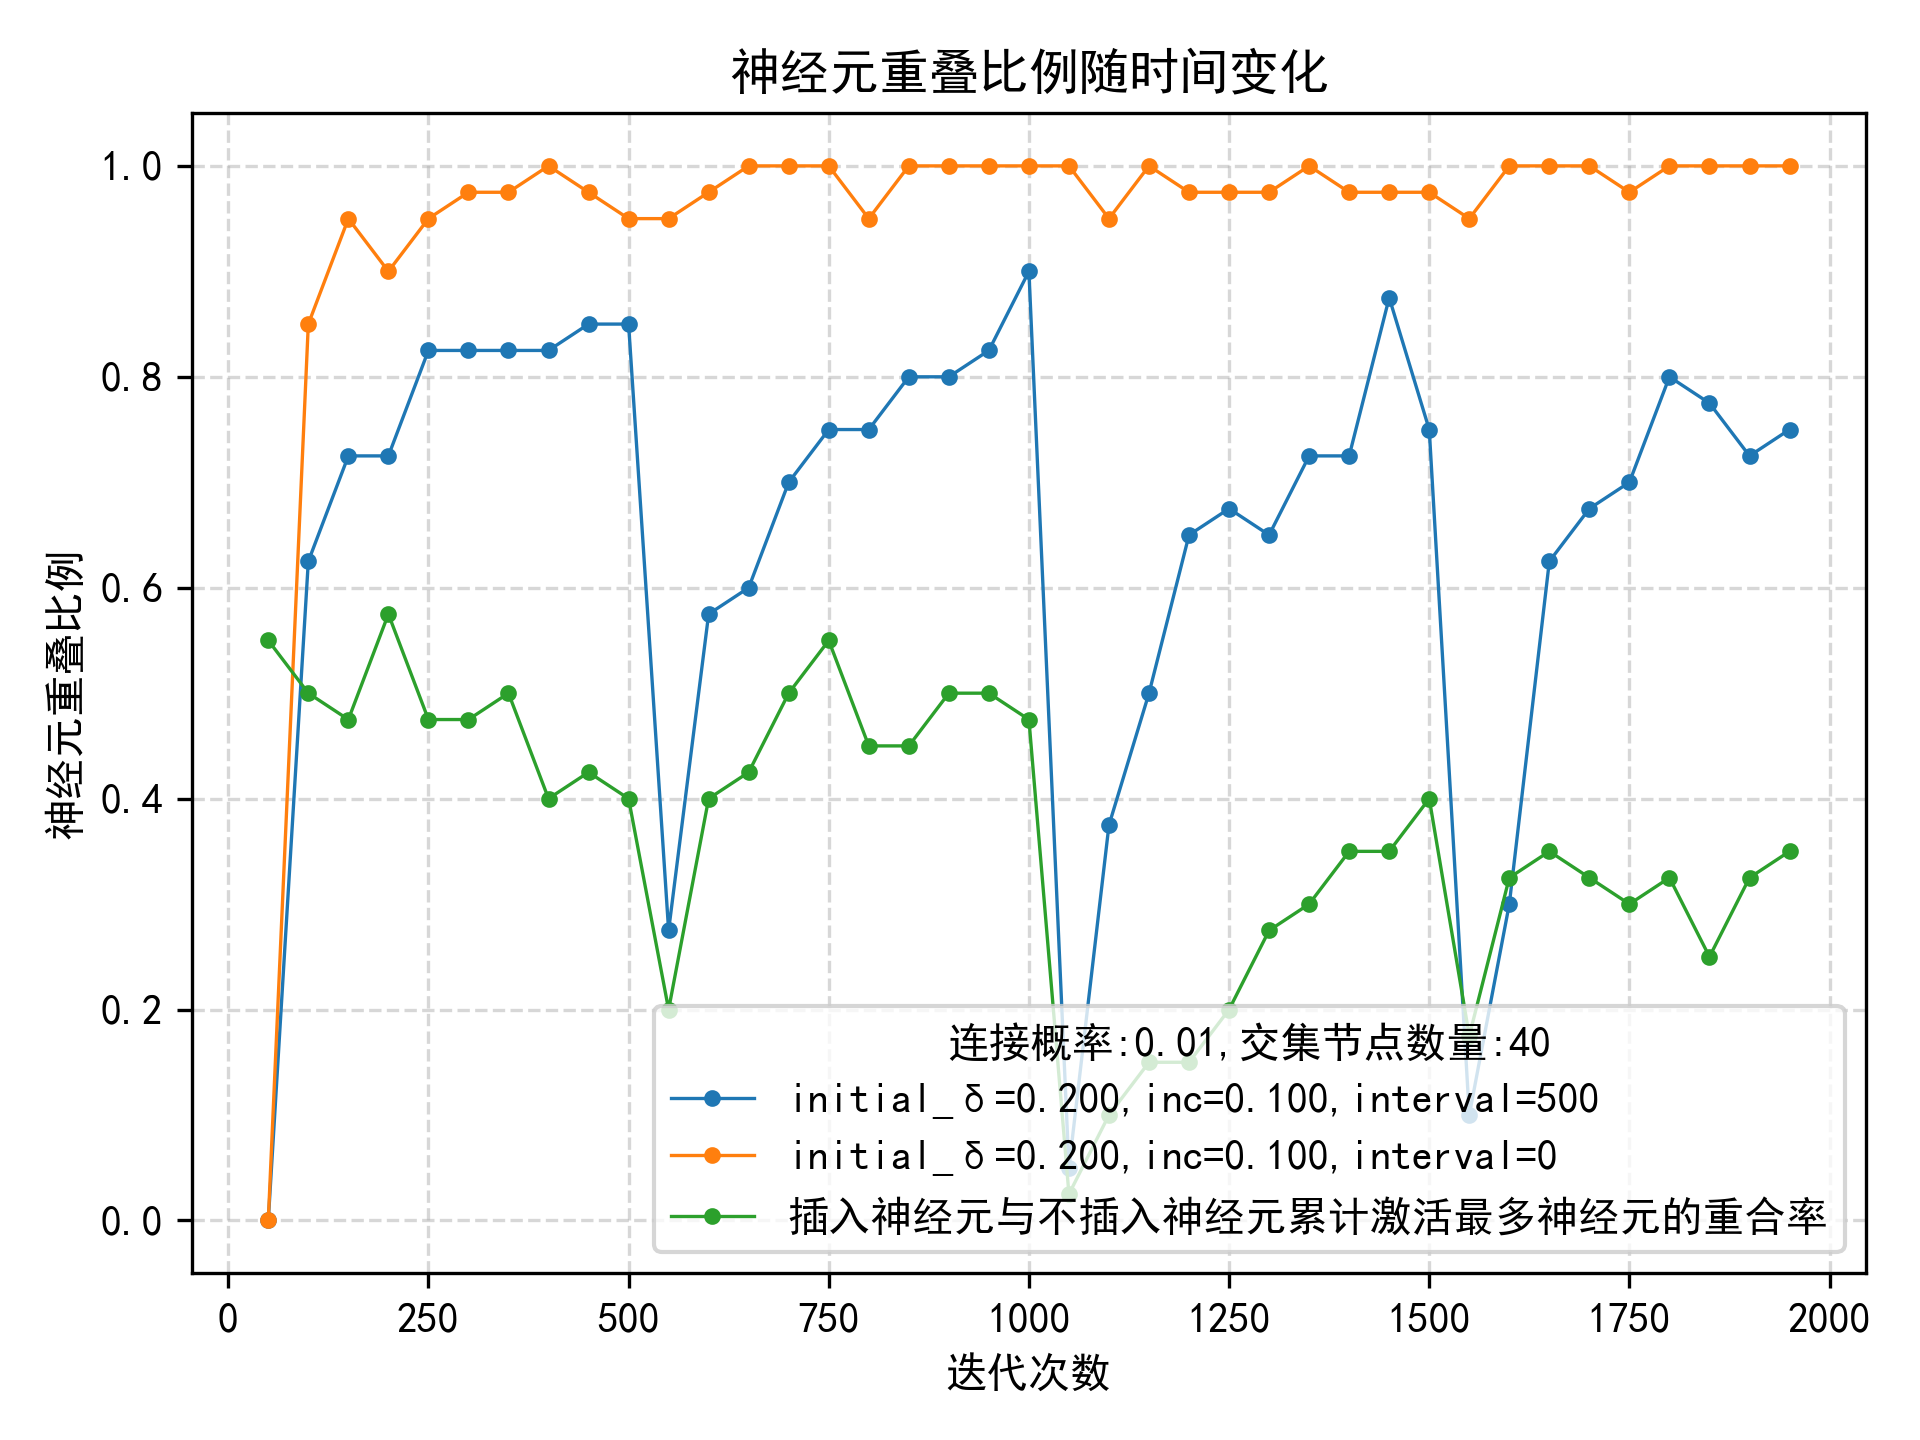 神经元重叠比例随时间变化
神经元重叠比例
1.0
0.8
0.6
0.4
0.2
0.0
连接概率:0.01,交集节点数量:40
initial_δ=0.200,inc=0.100,interval=500
initial_δ=0.200,inc=0.100,interval=0
插入神经元与不插入神经元累计激活最多神经元的重合率
0 250 500 750 1000 1250 1500 1750 2000
迭代次数